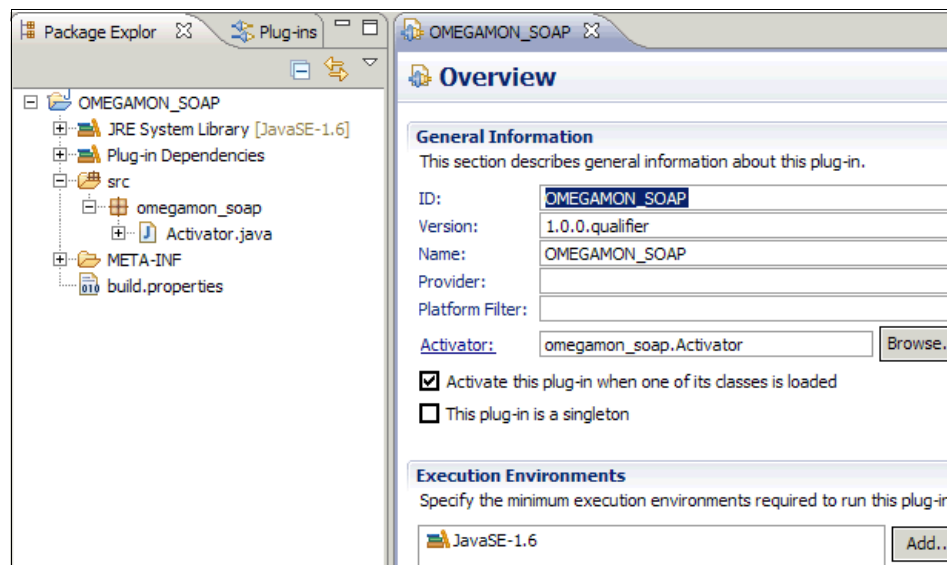 Package Explor
Plug-ins
OMEGAMON_SOAP
JRE System Library [JavaSE-1.6]
Plug-in Dependencies
src
omegamon_soap
Activator.java
META-INF
build.properties
OMEGAMON_SOAP
Overview
General Information
This section describes general information about this plug-in.
ID: OMEGAMON_SOAP
Version: 1.0.0.qualifier
Name: OMEGAMON_SOAP
Provider:
Platform Filter:
Activator: omegamon_soap.Activator Browse.
Activate this plug-in when one of its classes is loaded
This plug-in is a singleton
Execution Environments
Specify the minimum execution environments required to run this plug-in
JavaSE-1.6 Add..